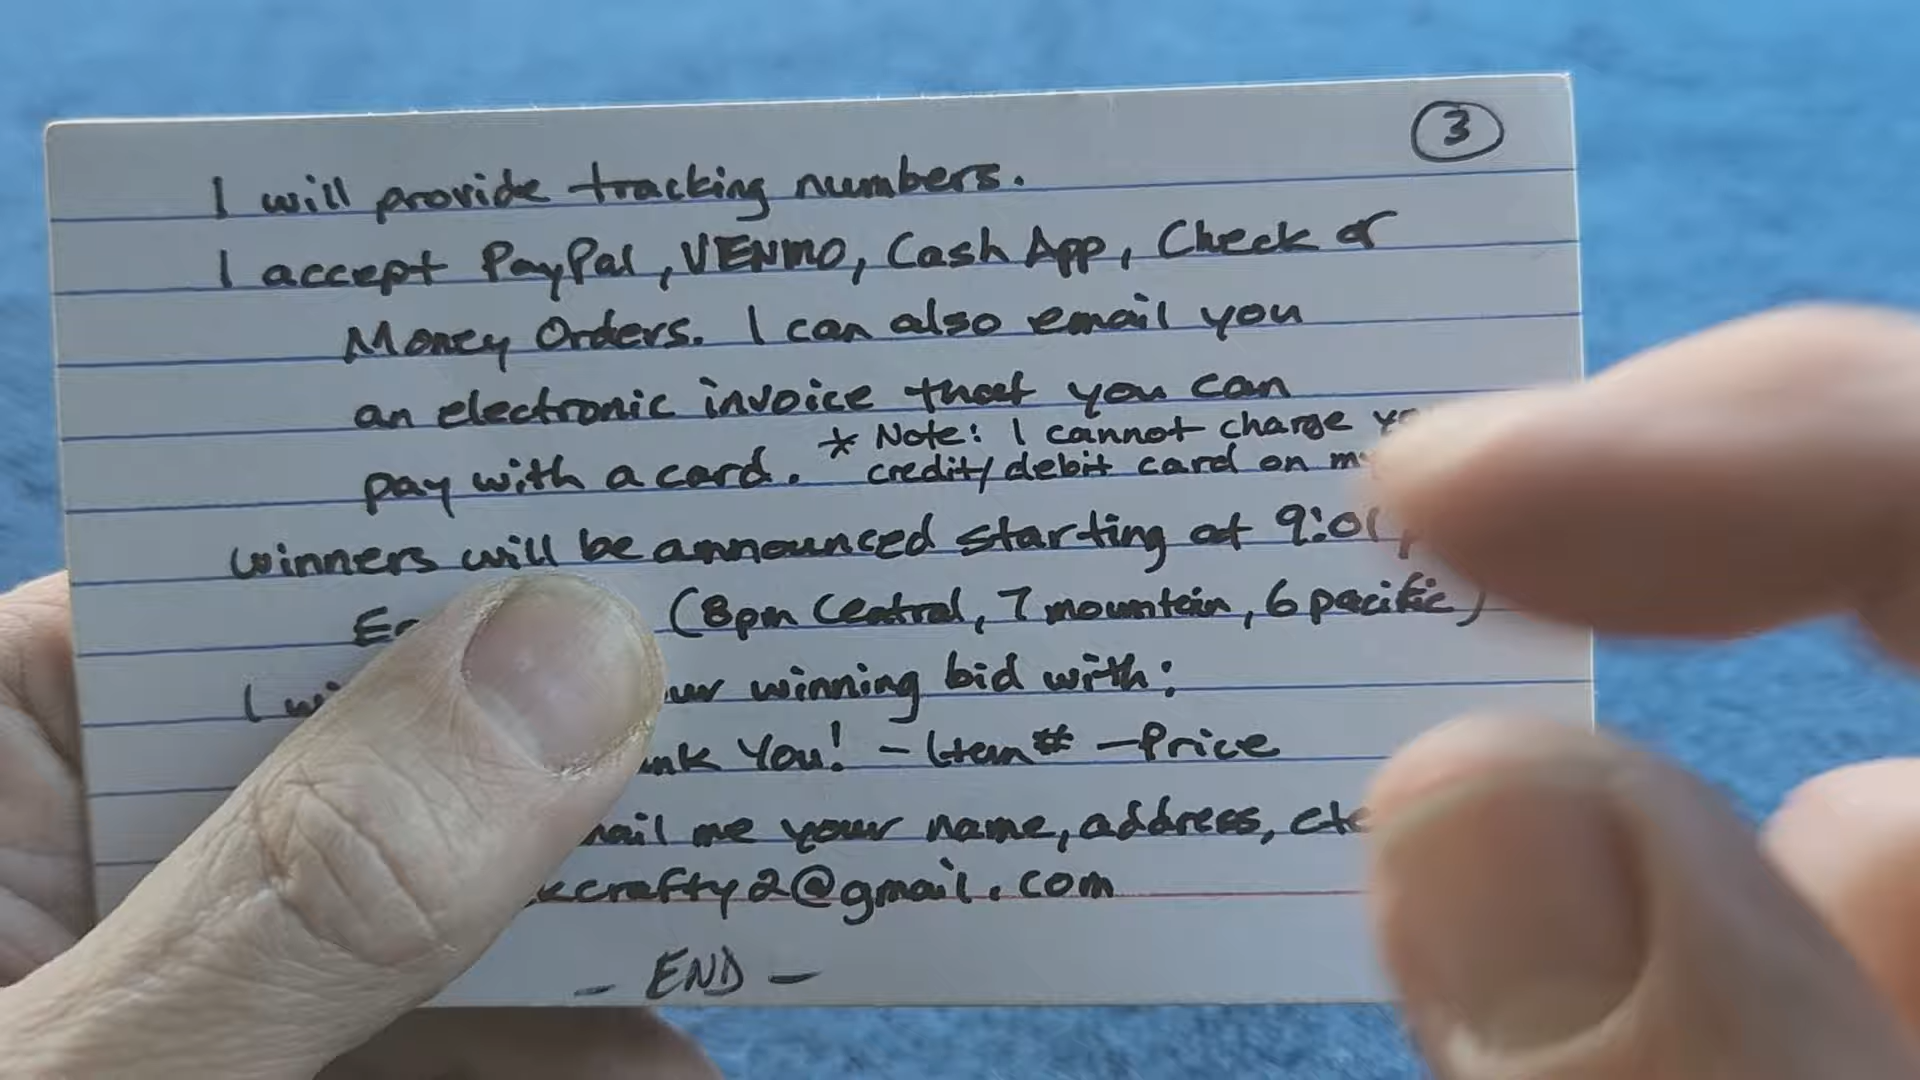 3
I will provide tracking numbers.
I accept PayPal, VENMO, Cash App, Check or
Money Orders. I can also email you
an electronic invoice that you can
pay with a card. * Note: I cannot charge
credit/debit card on
winners will be announced starting at 9:01
(8pm Central, 7 mountain, 6 pacific)
I winning bid with:
You! - Item # - Price
me your name, address, etc
crafty2@gmail.com
- END -